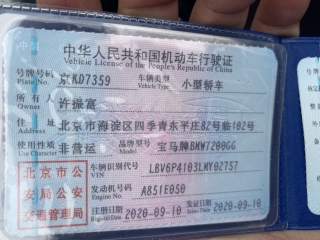 中华人民共和国机动车行驶证
Vehicle License of the People's Republic of China
号牌号码 京KD7359 车辆类型 小型轿车
Plate No. Vehicle Type
所有人 许振富
Owner
住址 北京市海淀区四季青东平庄82号临102号
Address
使用性质 非营运 品牌型号 宝马牌BMW7200GG
Use Character Model
北京市公安局公安交通管理局
车辆识别代号 LBV6P4103LMY02757
VIN
发动机号码 A851E050
Engine No.
注册日期 2020-09-10 发证日期 2020-09-10
Register Date Issue Date